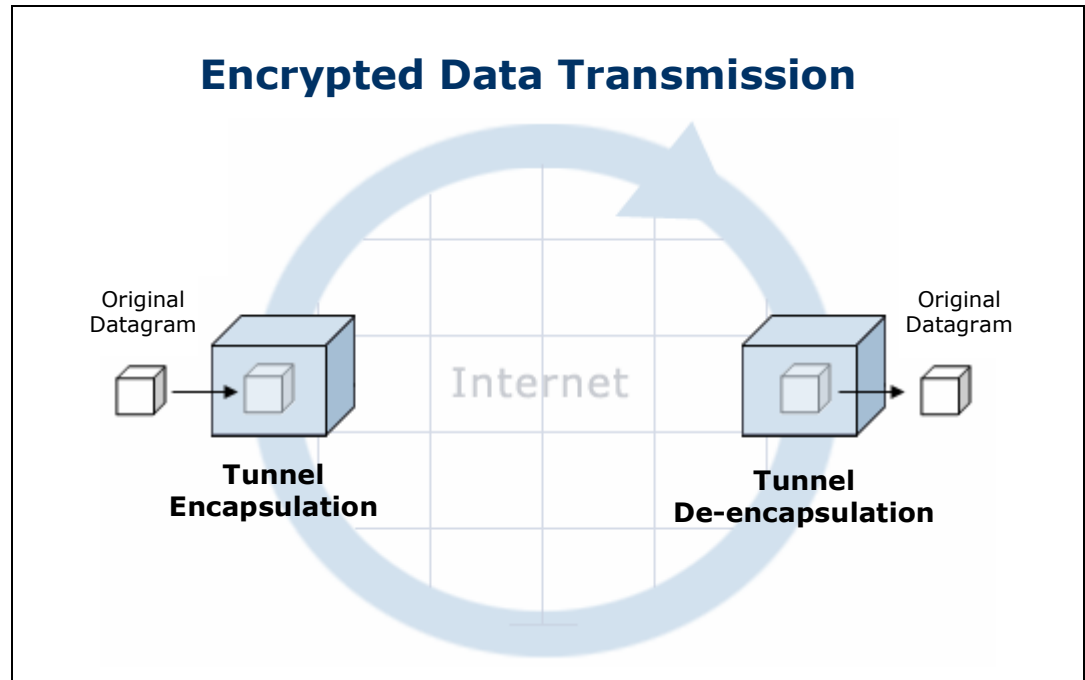 Encrypted Data Transmission
Original
Datagram
Original
Datagram
Internet
Tunnel
Encapsulation
Tunnel
De-encapsulation